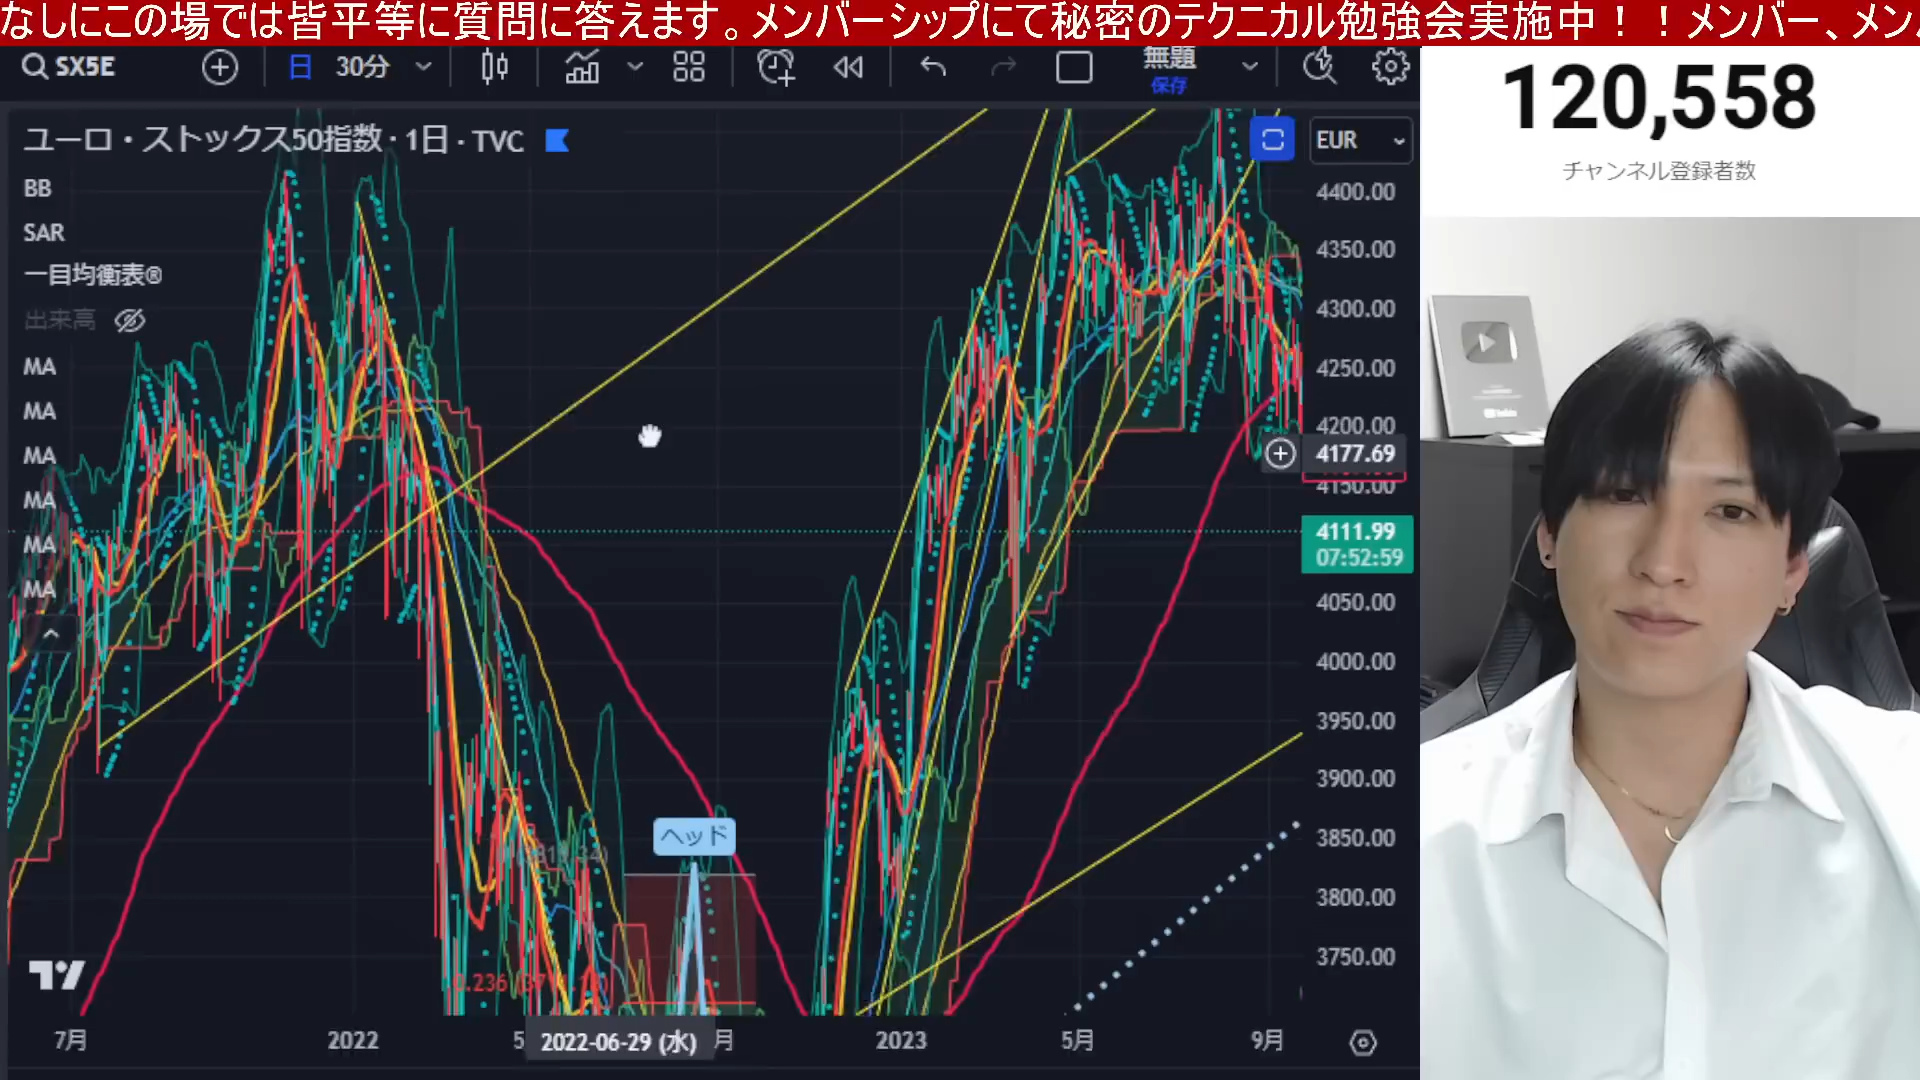 なしにこの場では皆平等に質問に答えます。メンバーシップにて秘密のテクニカル勉強会実施中！！メンバー、メン
SX5E
日
30分
無題
保存
120,558
チャンネル登録者数
ユーロ・ストックス50指数 · 1日 · TVC
EUR
BB
SAR
一目均衡表®
出来高
MA
MA
MA
MA
MA
MA
4400.00
4350.00
4300.00
4250.00
4200.00
4177.69
4150.00
4111.99
07:52:59
4050.00
4000.00
3950.00
3900.00
3850.00
3800.00
3750.00
ヘッド
7月
2022
5
2022-06-29 (水)
月
2023
5月
9月